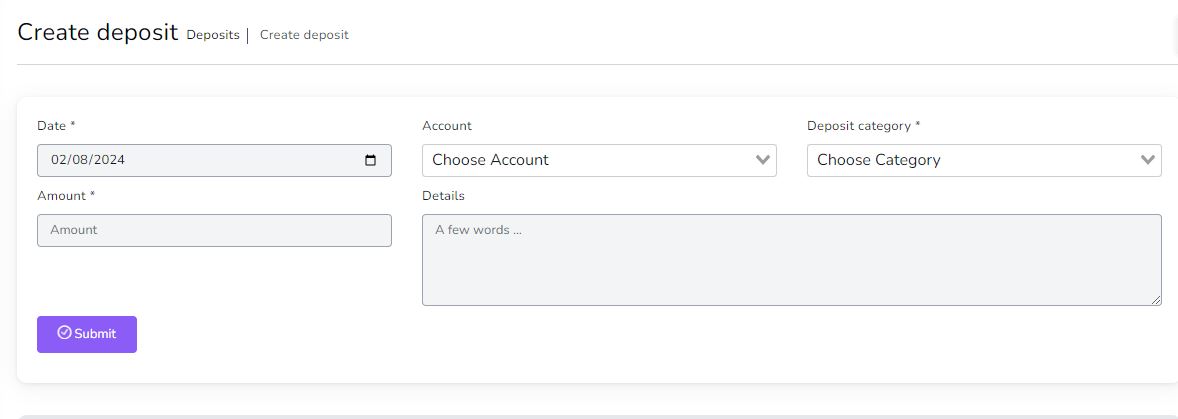 Create deposit Deposits | Create deposit
Date * Account Deposit category *
02/08/2024 Choose Account Choose Category
Amount * Details
Amount A few words ...
Submit